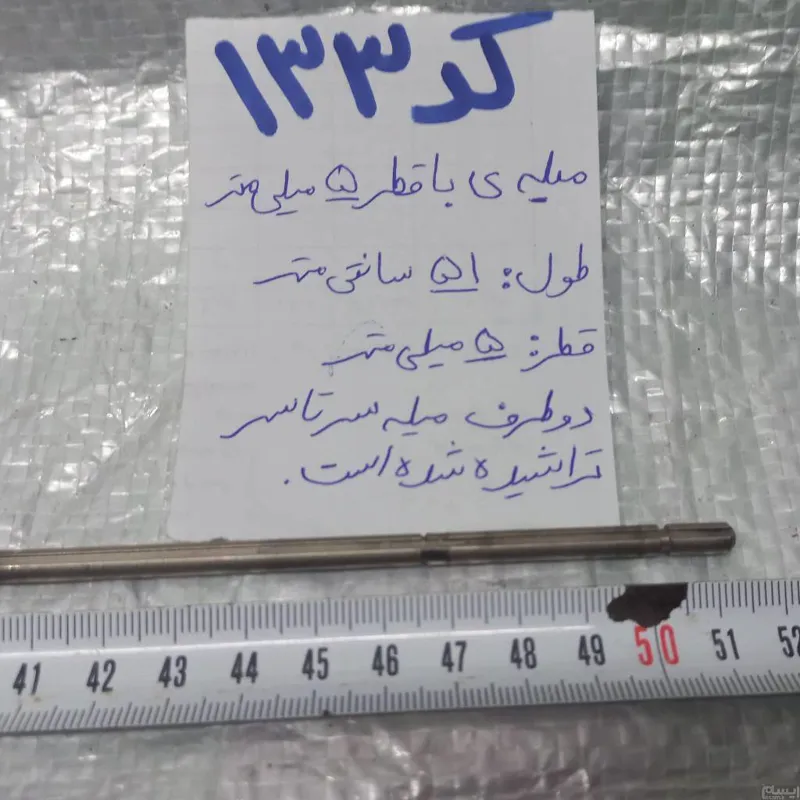 کد ۱۳۳
میله ی با قطر ۵ میلی متر
طول: ۵۱ سانتی متر
قطر: ۵ میلی متر
دو طرف میله سرتاسر
تراشیده شده است.
41 42 43 44 45 46 47 48 49 50 51 52
ایسام